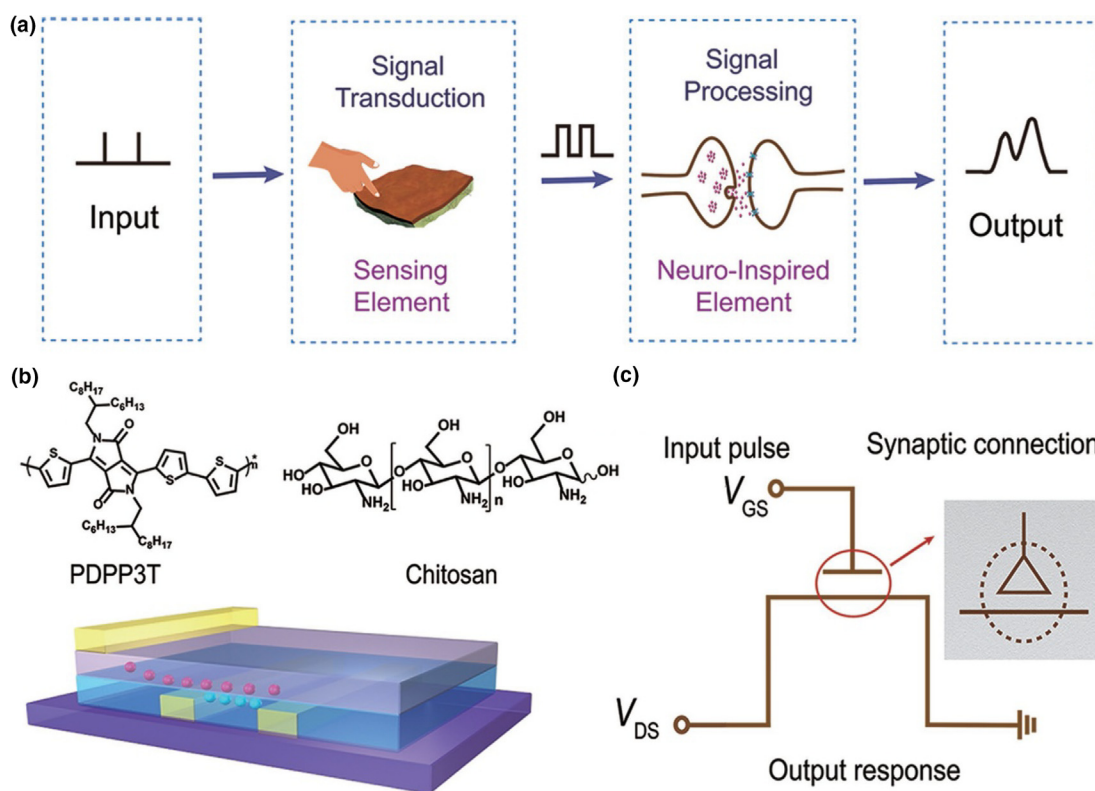 (a)
Input
Signal
Transduction
Sensing
Element
Signal
Processing
Neuro-Inspired
Element
Output
(b)
C8H17
C6H13
N
O
S
S
S
*
n
O
N
C6H13
C8H17
PDPP3T
OH
HO
HO
NH2
O
O
OH
HO
NH2
O
n
O
OH
HO
NH2
O
OH
Chitosan
(c)
Input pulse
VGS
Synaptic connection
VDS
Output response